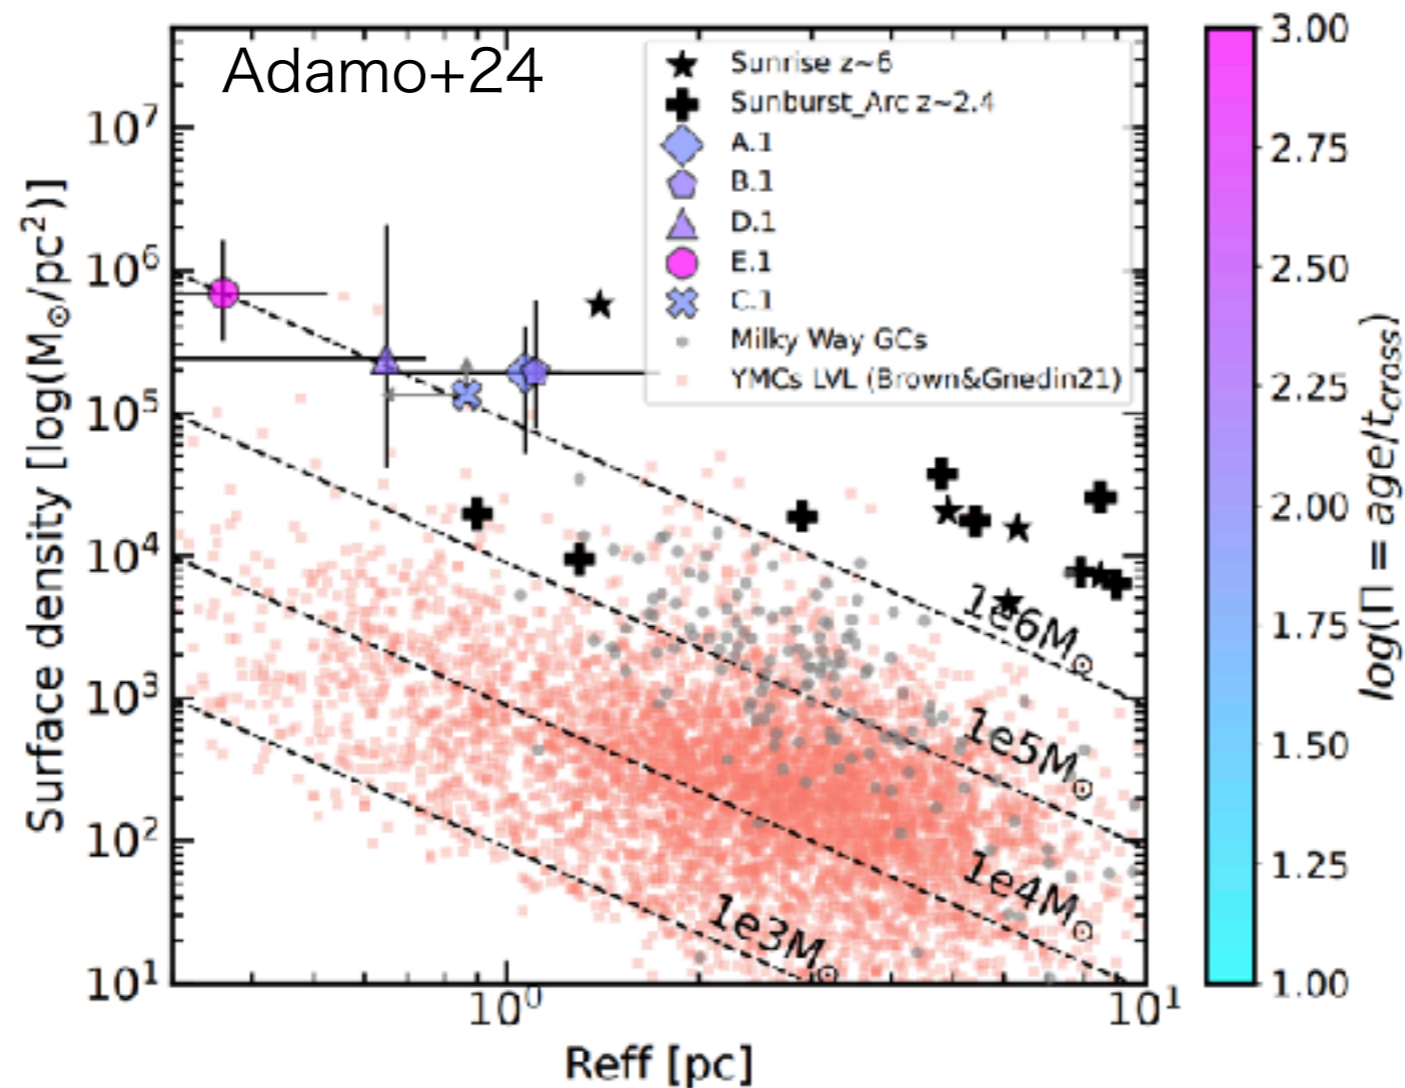 Adamo+24
Sunrise z~6
Sunburst_Arc z~2.4
A.1
B.1
D.1
E.1
C.1
Milky Way GCs
YMCs LVL (Brown&Gnedin21)
10⁷
10⁶
10⁵
10⁴
10³
10²
10¹
Surface density [log(M⊙/pc²)]
1e6M⊙
1e5M⊙
1e4M⊙
1e3M⊙
10⁰
10¹
Reff [pc]
3.00
2.75
2.50
2.25
2.00
1.75
1.50
1.25
1.00
log(Π = age/t_cross)